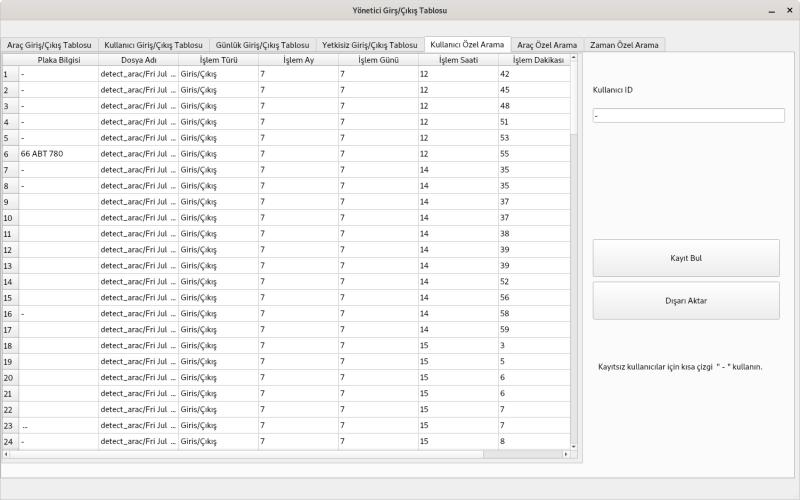 Yönetici Girş/Çıkış Tablosu
Araç Giriş/Çıkış Tablosu Kullanıcı Giriş/Çıkış Tablosu Günlük Giriş/Çıkış Tablosu Yetkisiz Giriş/Çıkış Tablosu Kullanıcı Özel Arama Araç Özel Arama Zaman Özel Arama
Plaka Bilgisi Dosya Adı İşlem Türü İşlem Ay İşlem Günü İşlem Saati İşlem Dakikası
1 - detect_arac/Fri Jul ... Giris/Çıkış 7 7 12 42
2 - detect_arac/Fri Jul ... Giris/Çıkış 7 7 12 45
3 - detect_arac/Fri Jul ... Giris/Çıkış 7 7 12 48
4 - detect_arac/Fri Jul ... Giris/Çıkış 7 7 12 51
5 - detect_arac/Fri Jul ... Giris/Çıkış 7 7 12 53
6 66 ABT 780 detect_arac/Fri Jul ... Giris/Çıkış 7 7 12 55
7 - detect_arac/Fri Jul ... Giris/Çıkış 7 7 14 35
8 - detect_arac/Fri Jul ... Giris/Çıkış 7 7 14 35
9 detect_arac/Fri Jul ... Giris/Çıkış 7 7 14 37
10 detect_arac/Fri Jul ... Giris/Çıkış 7 7 14 37
11 detect_arac/Fri Jul ... Giris/Çıkış 7 7 14 38
12 detect_arac/Fri Jul ... Giris/Çıkış 7 7 14 39
13 detect_arac/Fri Jul ... Giris/Çıkış 7 7 14 39
14 detect_arac/Fri Jul ... Giris/Çıkış 7 7 14 52
15 detect_arac/Fri Jul ... Giris/Çıkış 7 7 14 56
16 - detect_arac/Fri Jul ... Giris/Çıkış 7 7 14 58
17 detect_arac/Fri Jul ... Giris/Çıkış 7 7 14 59
18 detect_arac/Fri Jul ... Giris/Çıkış 7 7 15 3
19 detect_arac/Fri Jul ... Giris/Çıkış 7 7 15 5
20 detect_arac/Fri Jul ... Giris/Çıkış 7 7 15 6
21 detect_arac/Fri Jul ... Giris/Çıkış 7 7 15 6
22 detect_arac/Fri Jul ... Giris/Çıkış 7 7 15 7
23 ... detect_arac/Fri Jul ... Giris/Çıkış 7 7 15 7
24 - detect_arac/Fri Jul ... Giris/Çıkış 7 7 15 8
Kullanıcı ID
-
Kayıt Bul
Dışarı Aktar
Kayıtsız kullanıcılar için kısa çizgi " - " kullanın.